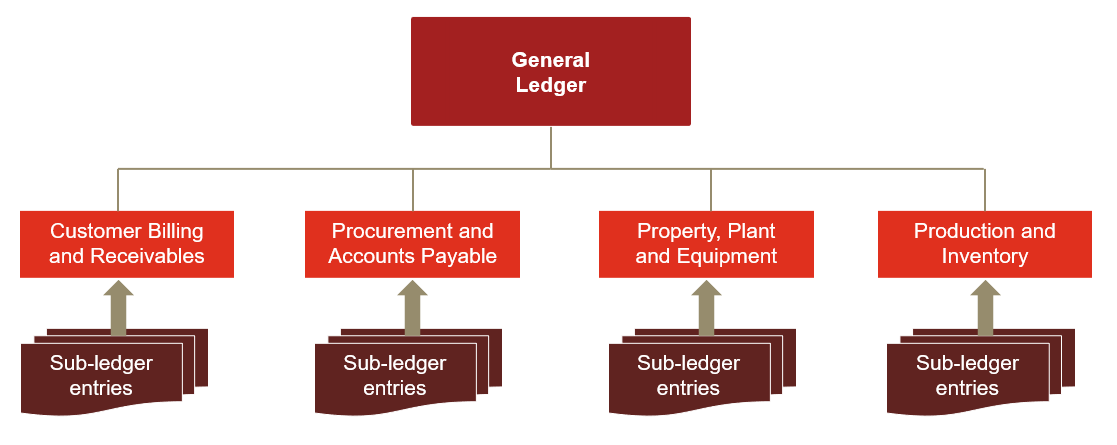 General
Ledger
Customer Billing
and Receivables
Procurement and
Accounts Payable
Property, Plant
and Equipment
Production and
Inventory
Sub-ledger
entries
Sub-ledger
entries
Sub-ledger
entries
Sub-ledger
entries